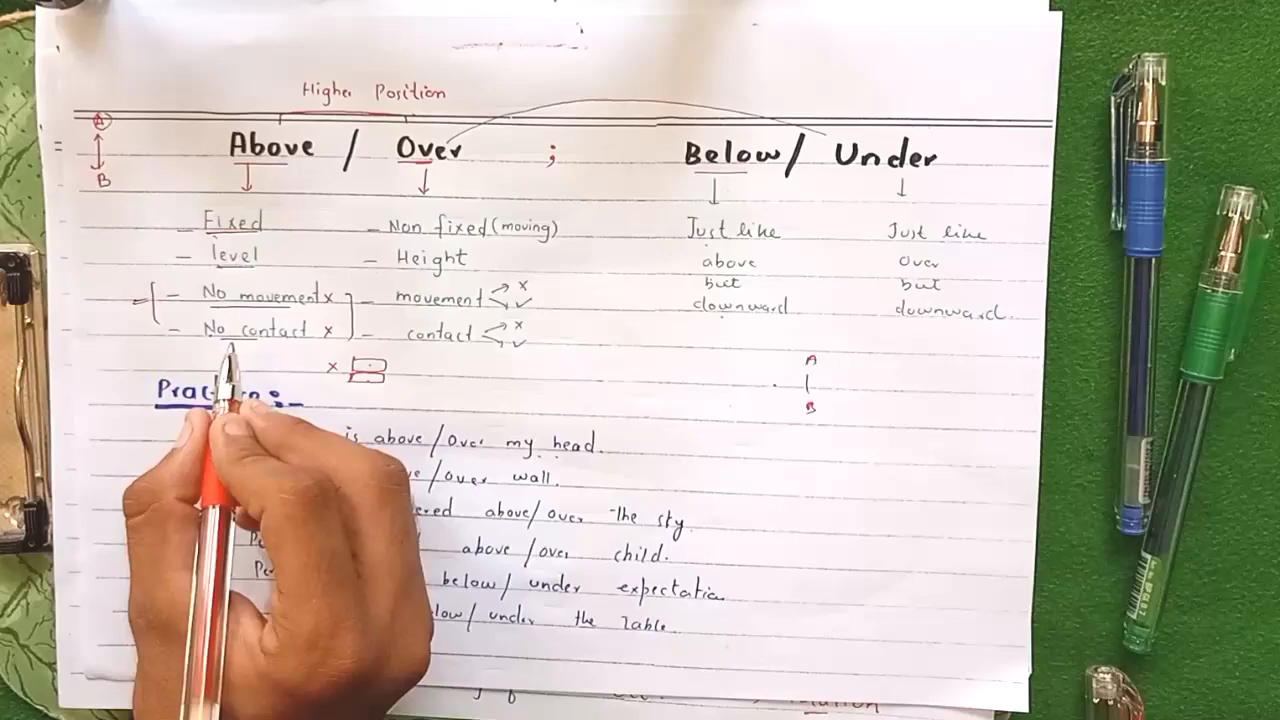 Higher Position
A
B
= Above / Over ; Below / Under
- Fixed - Non fixed (moving) Just like Just like
- level - Height above over
- No movement x - movement x ✓ but but
- No contact x - contact x ✓ downward downward.
x
A
B
is above/over my head.
/over wall.
above/over the sky
above/over child.
below/under expectation
/under the Table